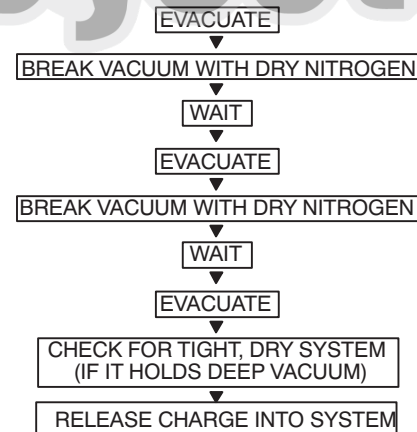 EVACUATE
BREAK VACUUM WITH DRY NITROGEN
WAIT
EVACUATE
BREAK VACUUM WITH DRY NITROGEN
WAIT
EVACUATE
CHECK FOR TIGHT, DRY SYSTEM
(IF IT HOLDS DEEP VACUUM)
RELEASE CHARGE INTO SYSTEM